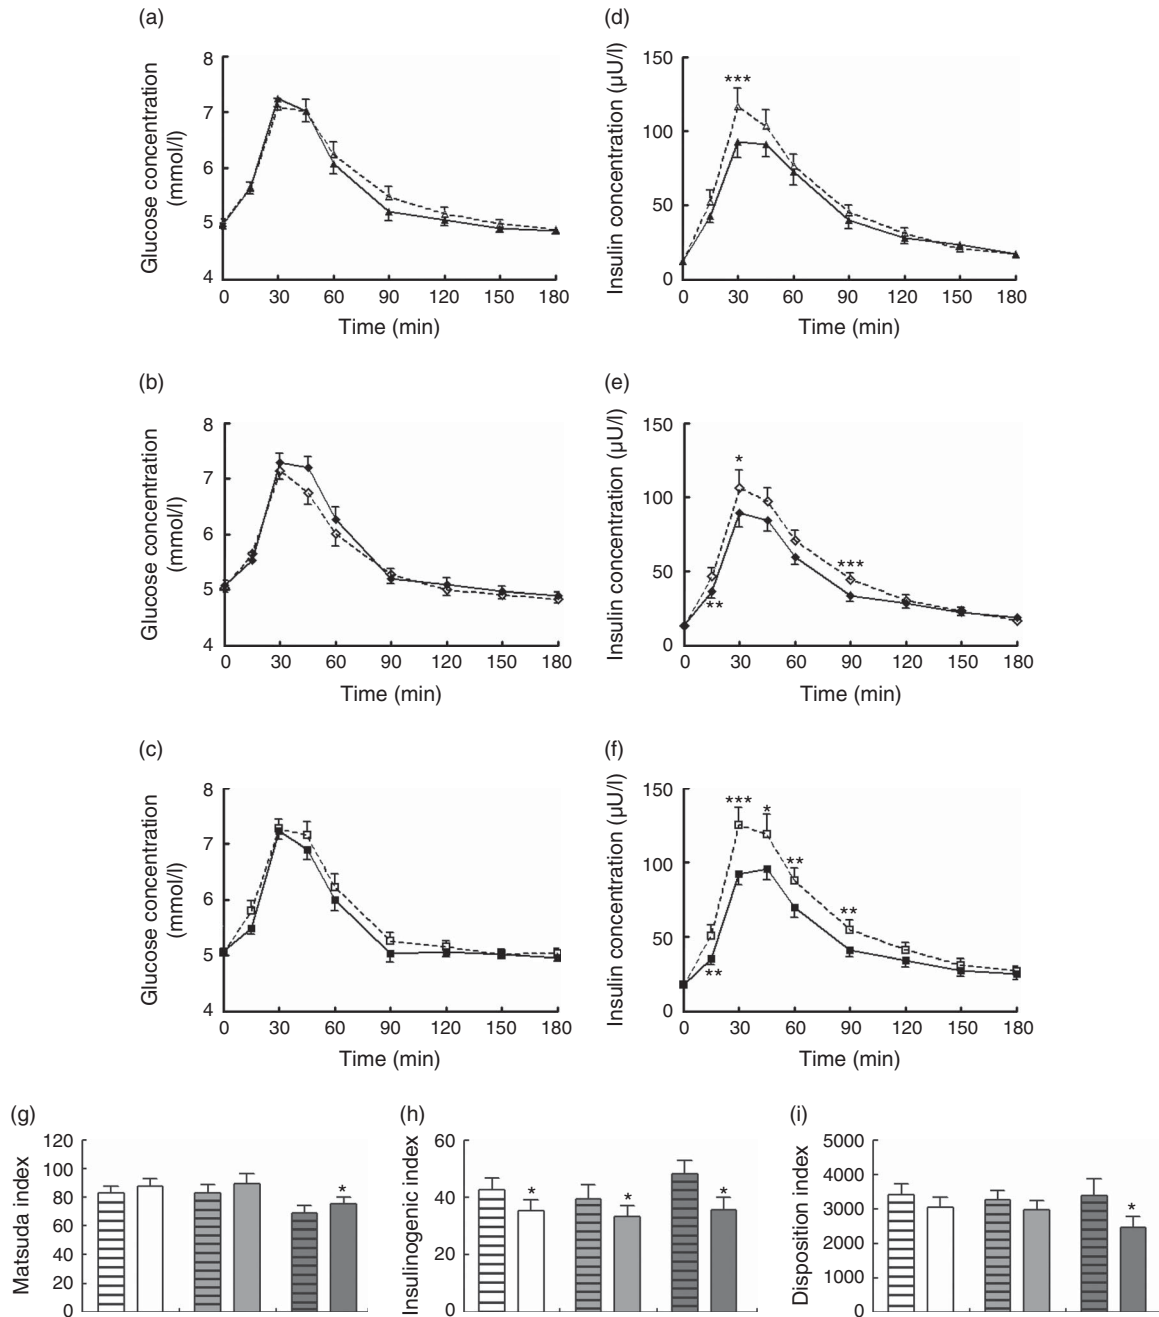 (a)
Glucose concentration
(mmol/l)
8
7
6
5
4
0 30 60 90 120 150 180
Time (min)
(d)
Insulin concentration (µU/l)
150
100
50
0
***
0 30 60 90 120 150 180
Time (min)
(b)
Glucose concentration
(mmol/l)
8
7
6
5
4
0 30 60 90 120 150 180
Time (min)
(e)
Insulin concentration (µU/l)
150
100
50
0
*
***
**
0 30 60 90 120 150 180
Time (min)
(c)
Glucose concentration
(mmol/l)
8
7
6
5
4
0 30 60 90 120 150 180
Time (min)
(f)
Insulin concentration (µU/l)
150
100
50
0
*** *
**
**
**
0 30 60 90 120 150 180
Time (min)
(g)
Matsuda index
120
100
80
60
40
20
0
*
(h)
Insulinogenic index
60
40
20
0
* * *
(i)
Disposition index
5000
4000
3000
2000
1000
0
*